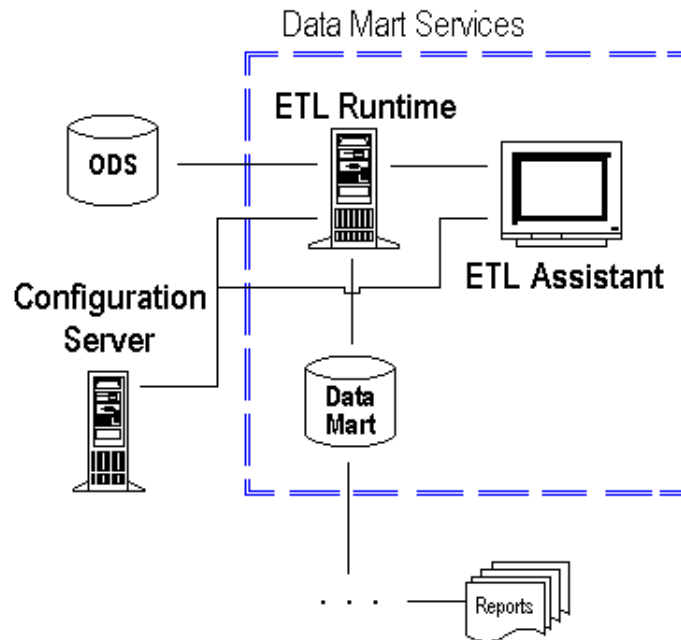 Data Mart Services
ETL Runtime
ODS
ETL Assistant
Configuration
Server
Data
Mart
. . .
Reports